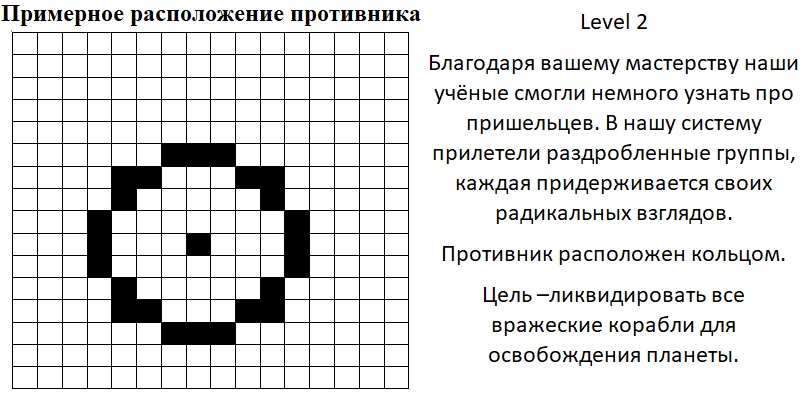 Примерное расположение противника
Level 2
Благодаря вашему мастерству наши
учёные смогли немного узнать про
пришельцев. В нашу систему
прилетели раздробленные группы,
каждая придерживается своих
радикальных взглядов.
Противник расположен кольцом.
Цель –ликвидировать все
вражеские корабли для
освобождения планеты.